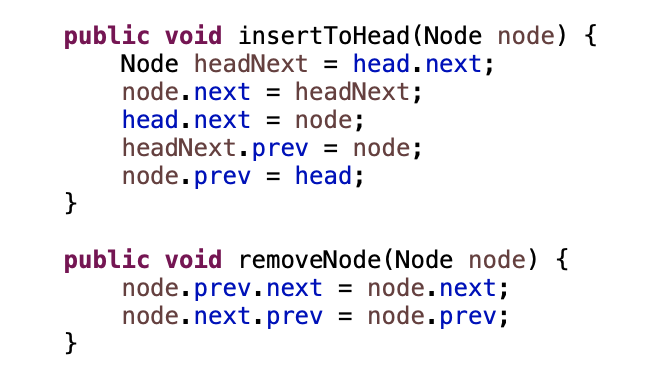 public void insertToHead(Node node) {
    Node headNext = head.next;
    node.next = headNext;
    head.next = node;
    headNext.prev = node;
    node.prev = head;
}

public void removeNode(Node node) {
    node.prev.next = node.next;
    node.next.prev = node.prev;
}